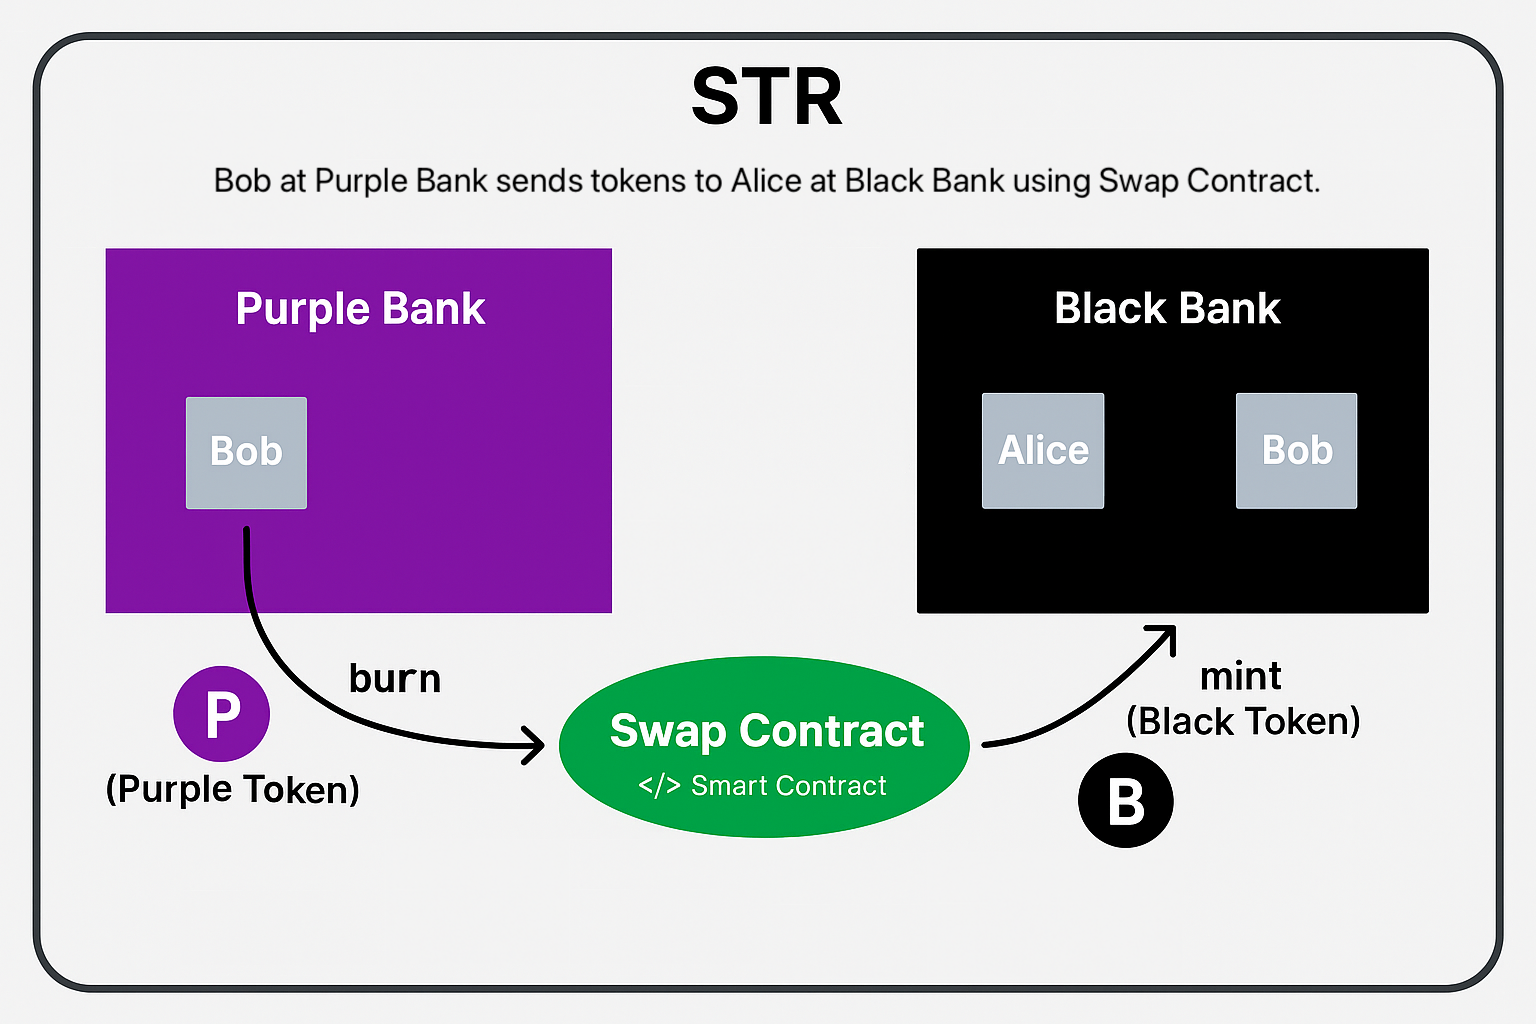 STR
Bob at Purple Bank sends tokens to Alice at Black Bank using Swap Contract.
Purple Bank
Bob
Black Bank
Alice
Bob
burn
P
(Purple Token)
Swap Contract
</> Smart Contract
mint
(Black Token)
B